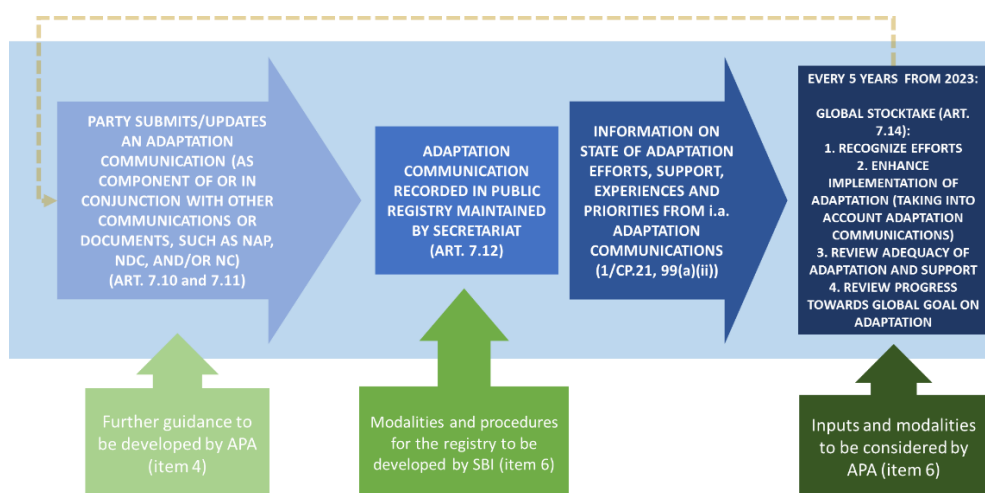 PARTY SUBMITS/UPDATES
AN ADAPTATION
COMMUNICATION (AS
COMPONENT OF OR IN
CONJUNCTION WITH OTHER
COMMUNICATIONS OR
DOCUMENTS, SUCH AS NAP,
NDC, AND/OR NC)
(ART. 7.10 and 7.11)
ADAPTATION
COMMUNICATION
RECORDED IN PUBLIC
REGISTRY MAINTAINED
BY SECRETARIAT
(ART. 7.12)
INFORMATION ON
STATE OF ADAPTATION
EFFORTS, SUPPORT,
EXPERIENCES AND
PRIORITIES FROM i.a.
ADAPTATION
COMMUNICATIONS
(1/CP.21, 99(a)(ii))
EVERY 5 YEARS FROM 2023:
GLOBAL STOCKTAKE (ART.
7.14):
1. RECOGNIZE EFFORTS
2. ENHANCE
IMPLEMENTATION OF
ADAPTATION (TAKING INTO
ACCOUNT ADAPTATION
COMMUNICATIONS)
3. REVIEW ADEQUACY OF
ADAPTATION AND SUPPORT
4. REVIEW PROGRESS
TOWARDS GLOBAL GOAL ON
ADAPTATION
Further guidance to
be developed by APA
(item 4)
Modalities and procedures
for the registry to be
developed by SBI (item 6)
Inputs and modalities
to be considered by
APA (item 6)